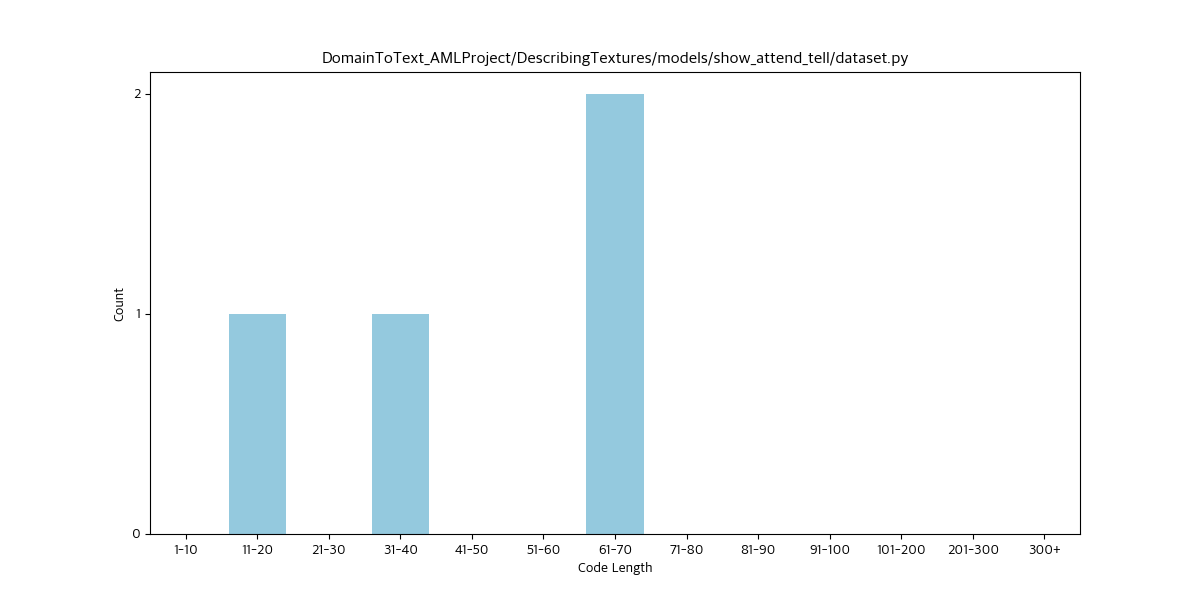 DomainToText_AMLProject/DescribingTextures/models/show_attend_tell/dataset.py
2
1
0
Count
1-10 11-20 21-30 31-40 41-50 51-60 61-70 71-80 81-90 91-100 101-200 201-300 300+
Code Length